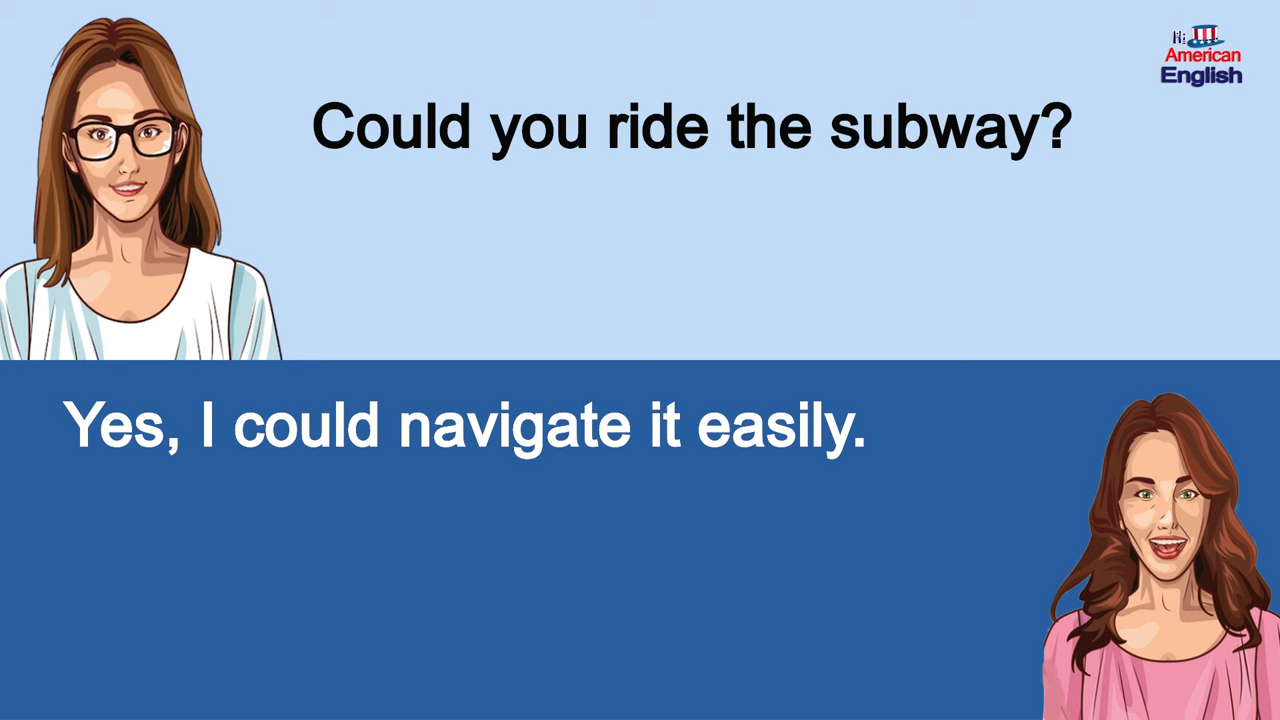 Hi
American
English
Could you ride the subway?
Yes, I could navigate it easily.